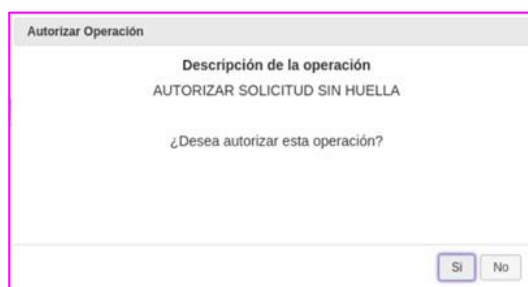 Autorizar Operación
Descripción de la operación
AUTORIZAR SOLICITUD SIN HUELLA
¿Desea autorizar esta operación?
Si No